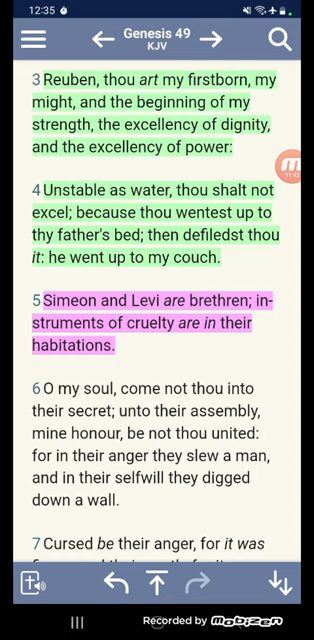 12:35
Genesis 49
KJV
3 Reuben, thou art my firstborn, my
might, and the beginning of my
strength, the excellency of dignity,
and the excellency of power:
11:43
4 Unstable as water, thou shalt not
excel; because thou wentest up to
thy father's bed; then defiledst thou
it: he went up to my couch.
5 Simeon and Levi are brethren; in-
struments of cruelty are in their
habitations.
6 O my soul, come not thou into
their secret; unto their assembly,
mine honour, be not thou united:
for in their anger they slew a man,
and in their selfwill they digged
down a wall.
7 Cursed be their anger, for it was
Recorded by mobizen